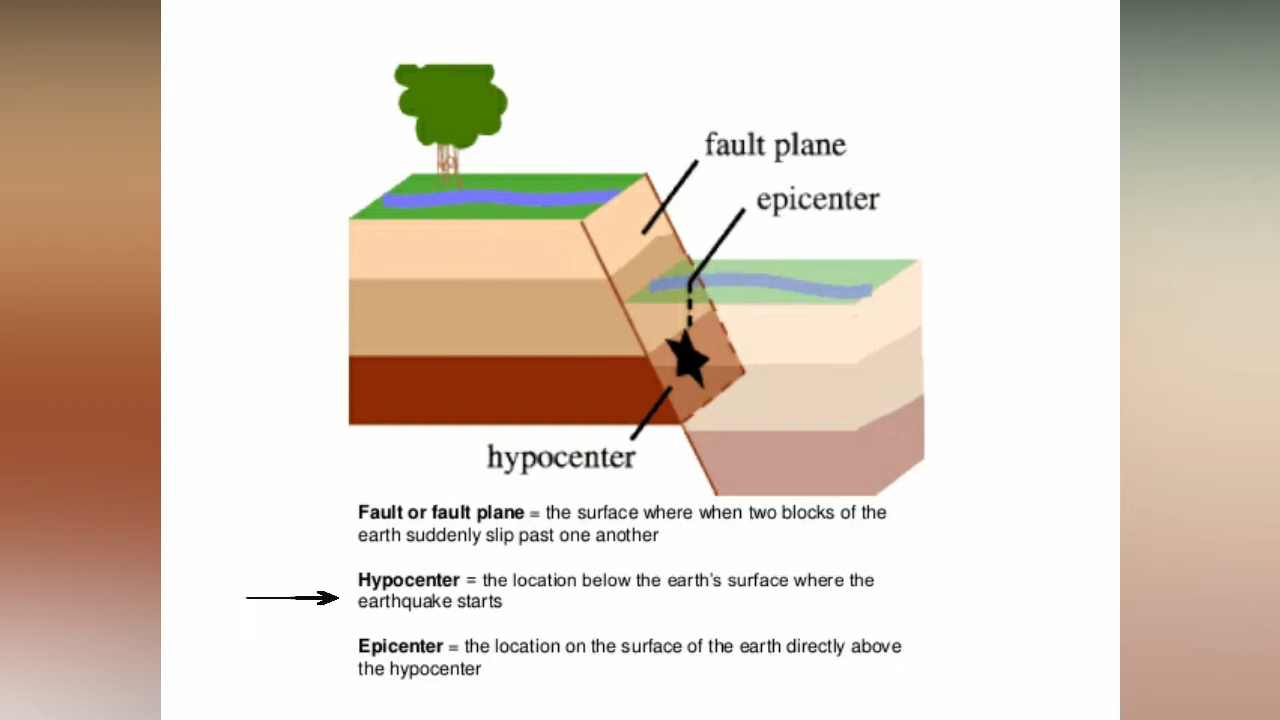 fault plane
epicenter
hypocenter
Fault or fault plane = the surface where when two blocks of the
earth suddenly slip past one another
Hypocenter = the location below the earth's surface where the
earthquake starts
Epicenter = the location on the surface of the earth directly above
the hypocenter